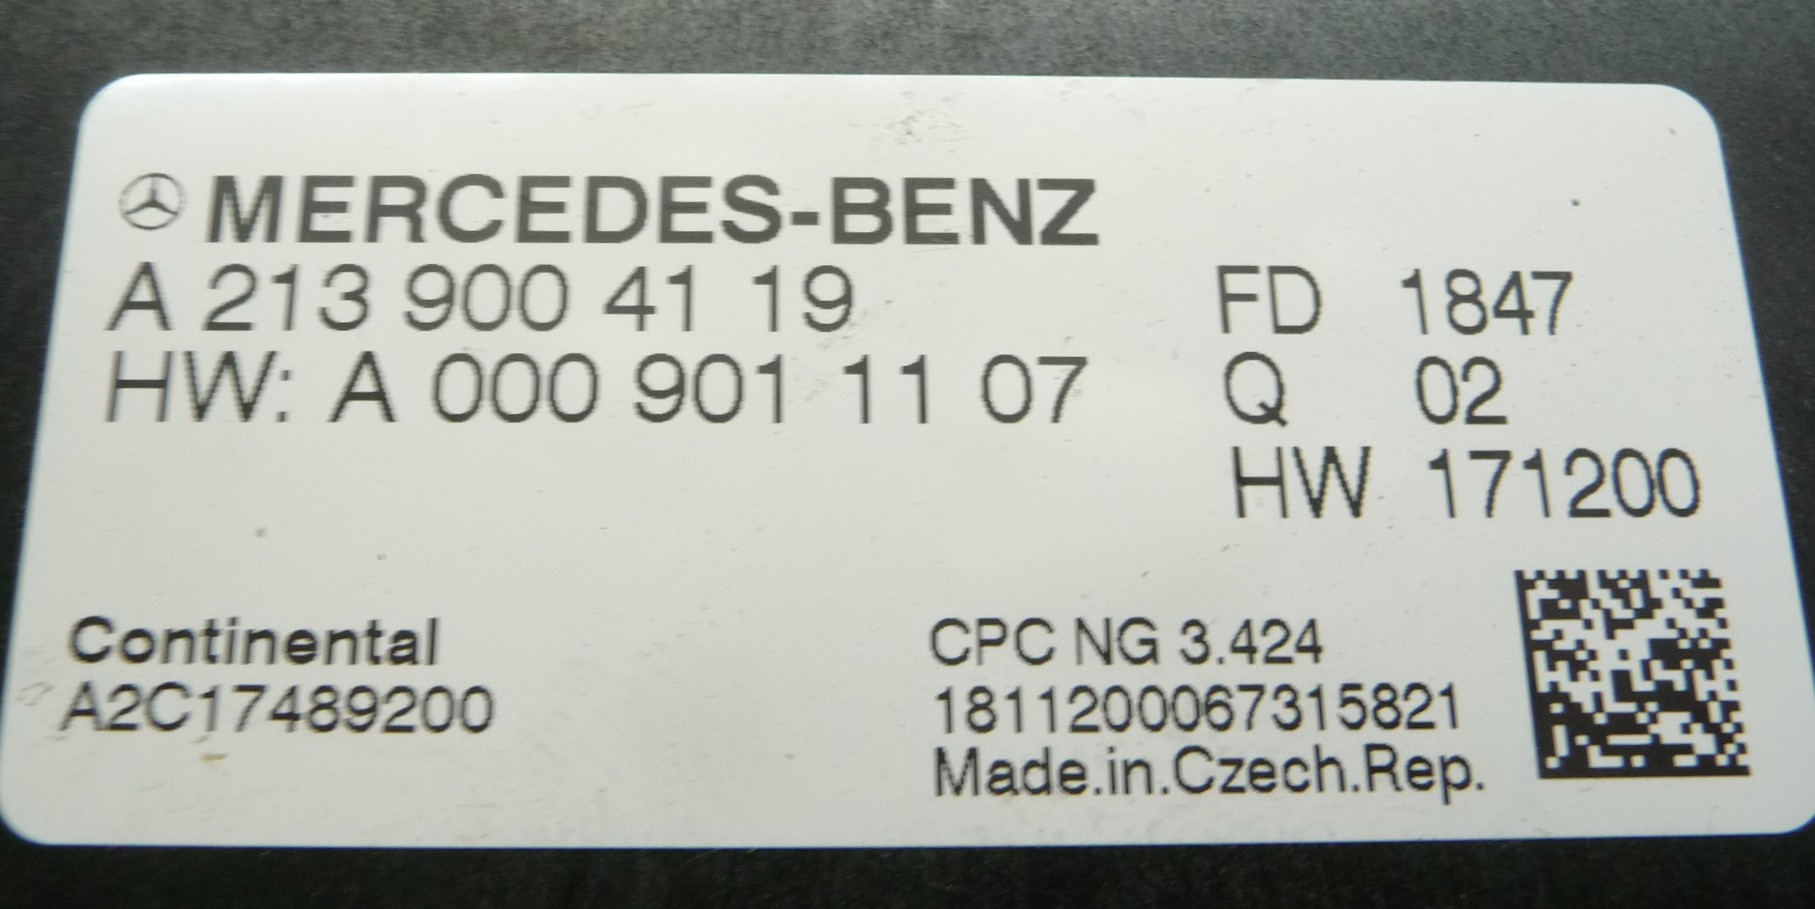 MERCEDES-BENZ
A 213 900 41 19 FD 1847
HW: A 000 901 11 07 Q 02
HW 171200
Continental CPC NG 3.424
A2C17489200 1811200067315821
Made.in.Czech.Rep.